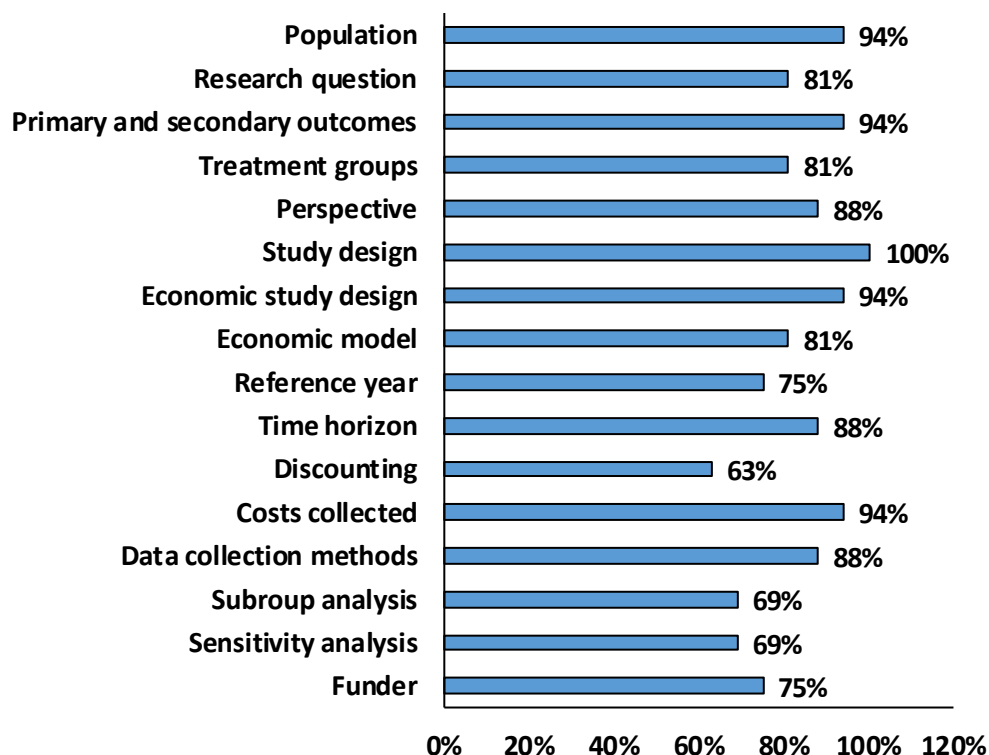 Population 94%
Research question 81%
Primary and secondary outcomes 94%
Treatment groups 81%
Perspective 88%
Study design 100%
Economic study design 94%
Economic model 81%
Reference year 75%
Time horizon 88%
Discounting 63%
Costs collected 94%
Data collection methods 88%
Subroup analysis 69%
Sensitivity analysis 69%
Funder 75%
0% 20% 40% 60% 80% 100% 120%